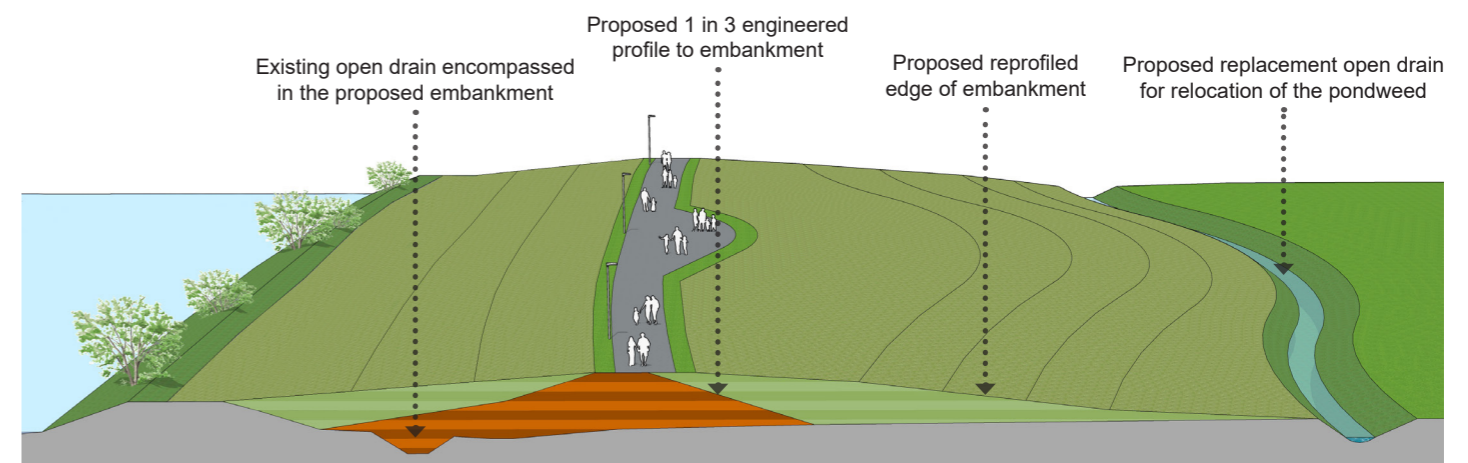 Existing open drain encompassed
in the proposed embankment
Proposed 1 in 3 engineered
profile to embankment
Proposed reprofiled
edge of embankment
Proposed replacement open drain
for relocation of the pondweed